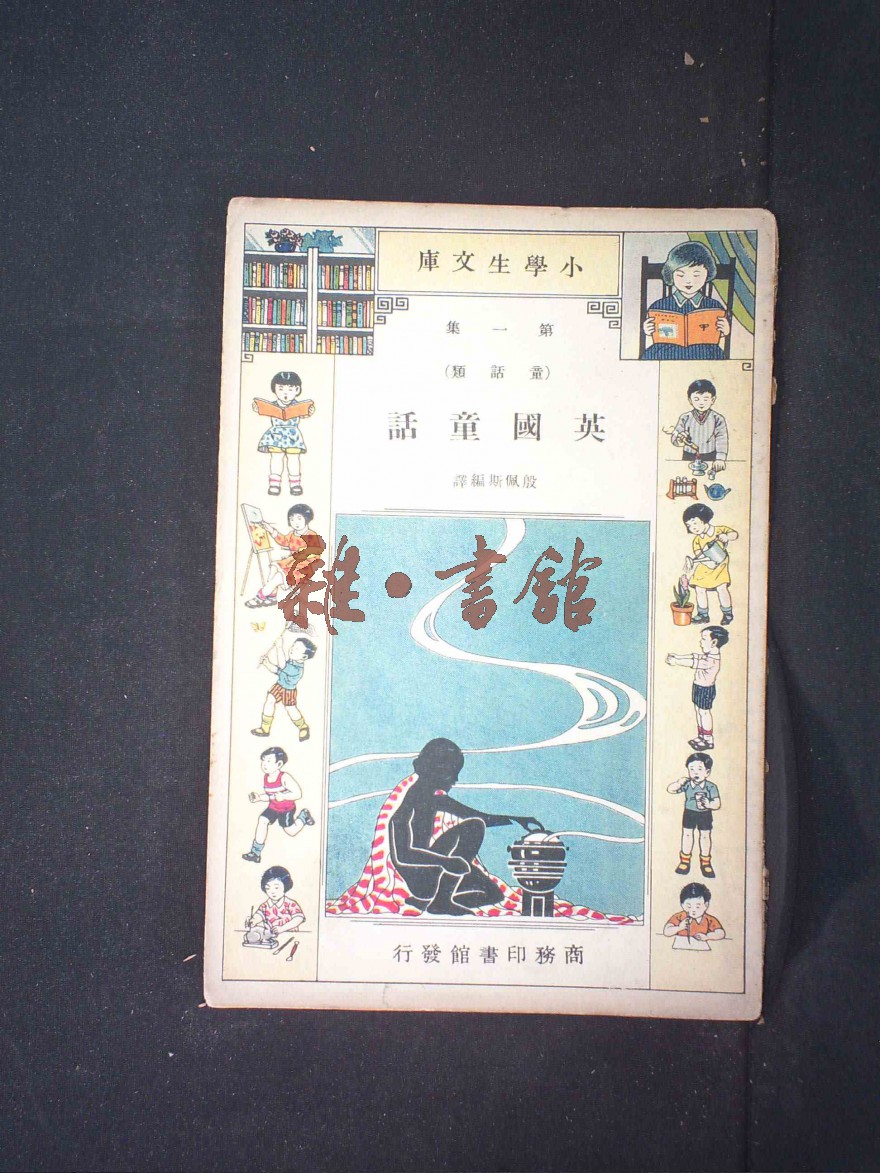 小學生文庫
第一集
(童話類)
英國童話
殷佩斯編譯
雜·書館
商務印書館發行